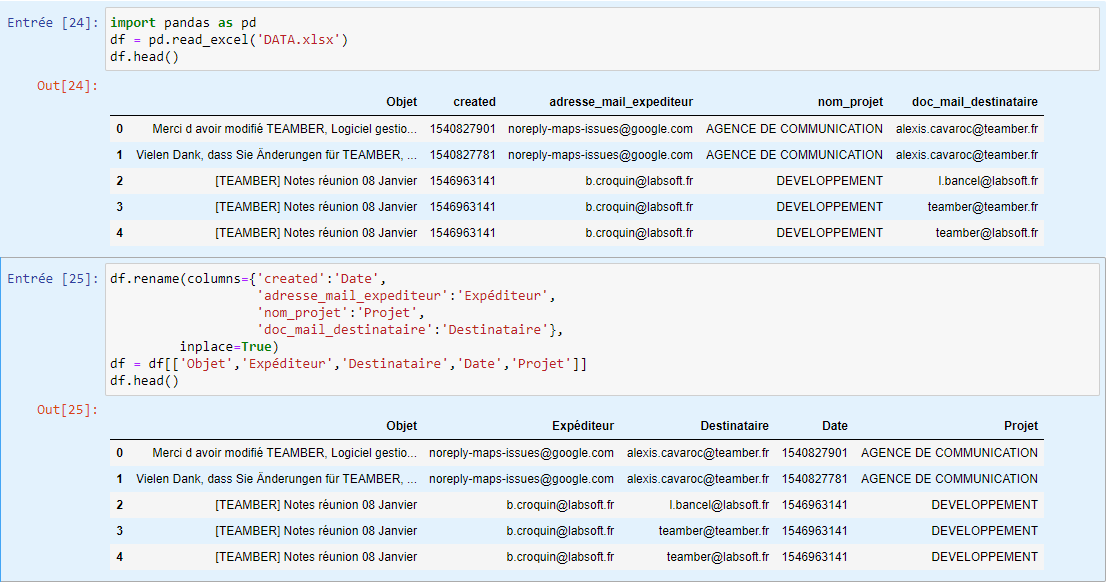 Entrée [24]: import pandas as pd
df = pd.read_excel('DATA.xlsx')
df.head()
Out[24]:
Objet created adresse_mail_expediteur nom_projet doc_mail_destinataire
0 Merci d avoir modifié TEAMBER, Logiciel gestio... 1540827901 noreply-maps-issues@google.com AGENCE DE COMMUNICATION alexis.cavaroc@teamber.fr
1 Vielen Dank, dass Sie Änderungen für TEAMBER, ... 1540827781 noreply-maps-issues@google.com AGENCE DE COMMUNICATION alexis.cavaroc@teamber.fr
2 [TEAMBER] Notes réunion 08 Janvier 1546963141 b.croquin@labsoft.fr DEVELOPPEMENT l.bancel@labsoft.fr
3 [TEAMBER] Notes réunion 08 Janvier 1546963141 b.croquin@labsoft.fr DEVELOPPEMENT teamber@teamber.fr
4 [TEAMBER] Notes réunion 08 Janvier 1546963141 b.croquin@labsoft.fr DEVELOPPEMENT teamber@labsoft.fr
Entrée [25]: df.rename(columns={'created':'Date',
'adresse_mail_expediteur':'Expéditeur',
'nom_projet':'Projet',
'doc_mail_destinataire':'Destinataire'},
inplace=True)
df = df[['Objet','Expéditeur','Destinataire','Date','Projet']]
df.head()
Out[25]:
Objet Expéditeur Destinataire Date Projet
0 Merci d avoir modifié TEAMBER, Logiciel gestio... noreply-maps-issues@google.com alexis.cavaroc@teamber.fr 1540827901 AGENCE DE COMMUNICATION
1 Vielen Dank, dass Sie Änderungen für TEAMBER, ... noreply-maps-issues@google.com alexis.cavaroc@teamber.fr 1540827781 AGENCE DE COMMUNICATION
2 [TEAMBER] Notes réunion 08 Janvier b.croquin@labsoft.fr l.bancel@labsoft.fr 1546963141 DEVELOPPEMENT
3 [TEAMBER] Notes réunion 08 Janvier b.croquin@labsoft.fr teamber@teamber.fr 1546963141 DEVELOPPEMENT
4 [TEAMBER] Notes réunion 08 Janvier b.croquin@labsoft.fr teamber@labsoft.fr 1546963141 DEVELOPPEMENT